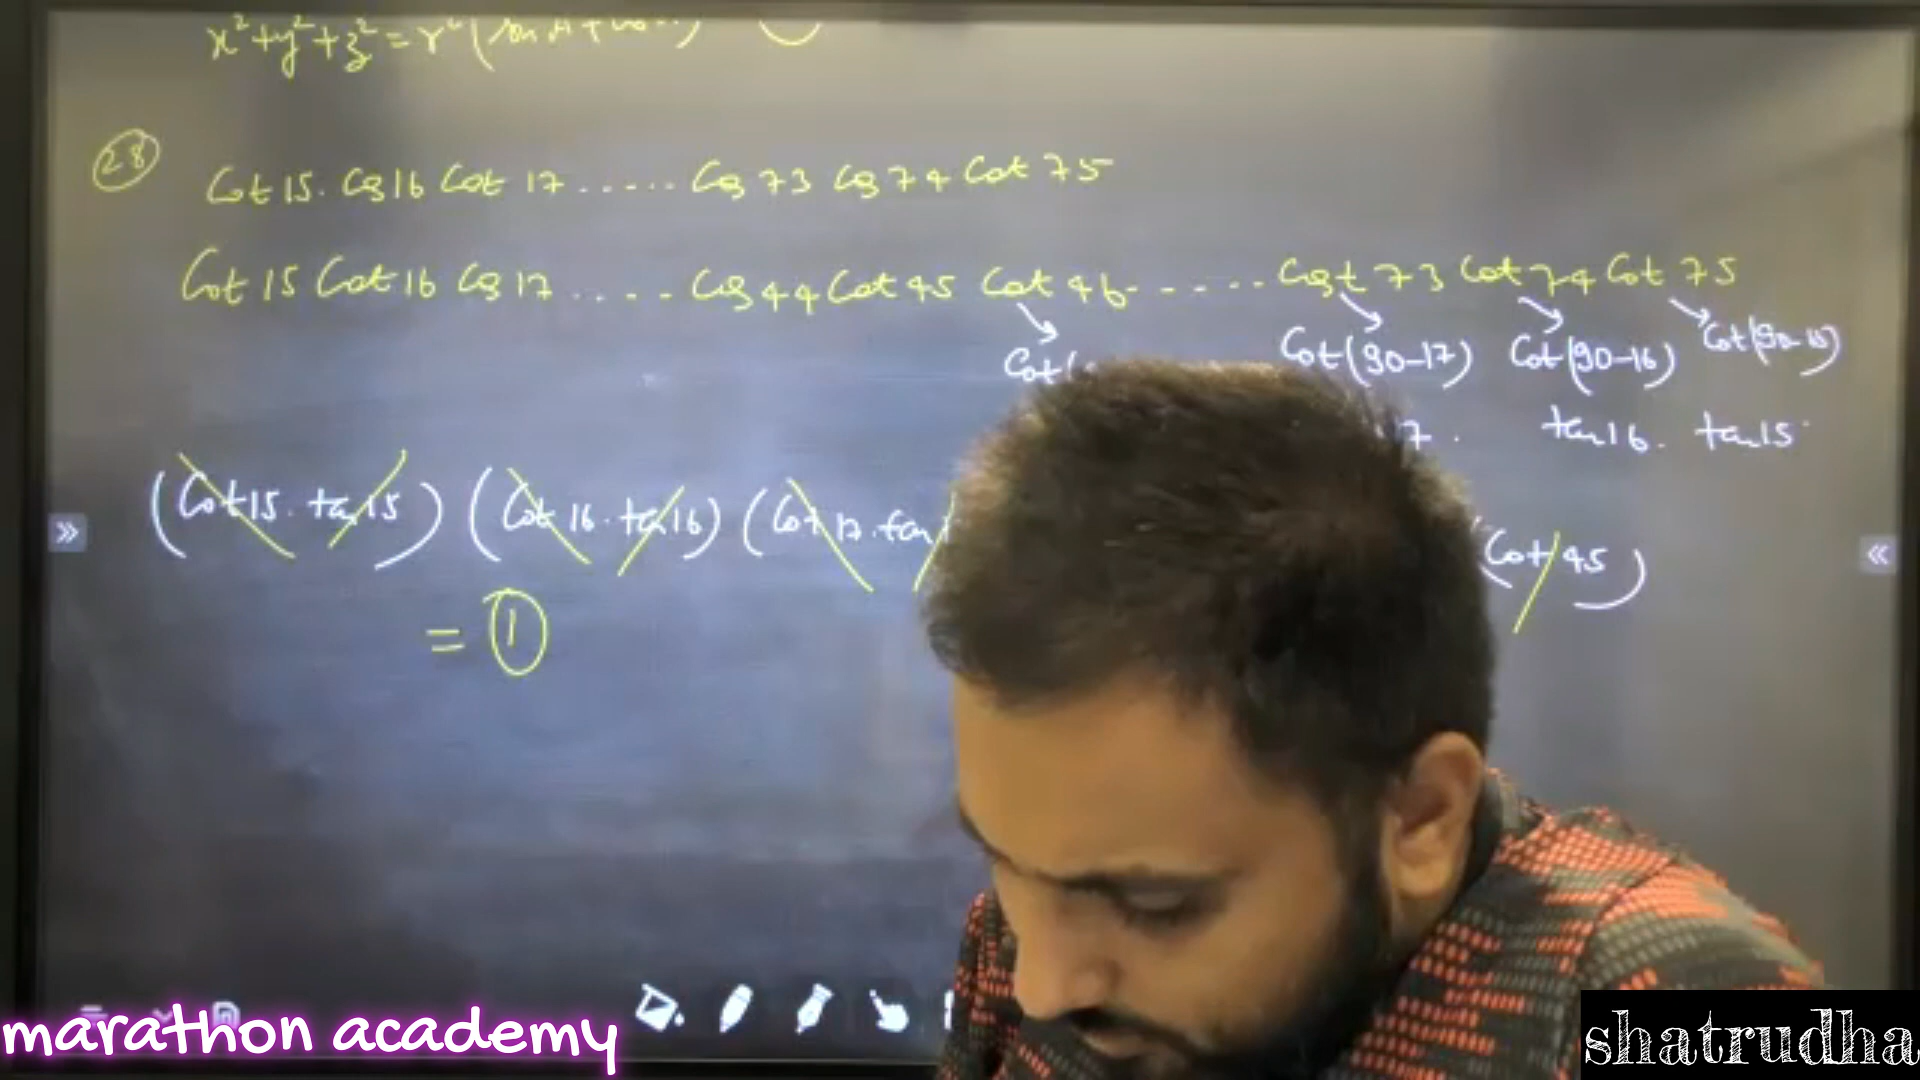 x²+y²+z²=r²(
28
Cot 15. Cot 16 Cot 17 ..... Cot 73 Cot 74 Cot 75
Cot 15 Cot 16 Cot 17 .... Cot 44 Cot 45 Cot 46 ..... Cot 73 Cot 74 Cot 75
Cot( Cot(90-17) Cot(90-16) Cot(90-15)
7. tan 16. tan 15
(Cot 15. tan 15) (Cot 16. tan 16) (Cot 17. tan (Cot 45)
= 1
marathon academy
shatrudha